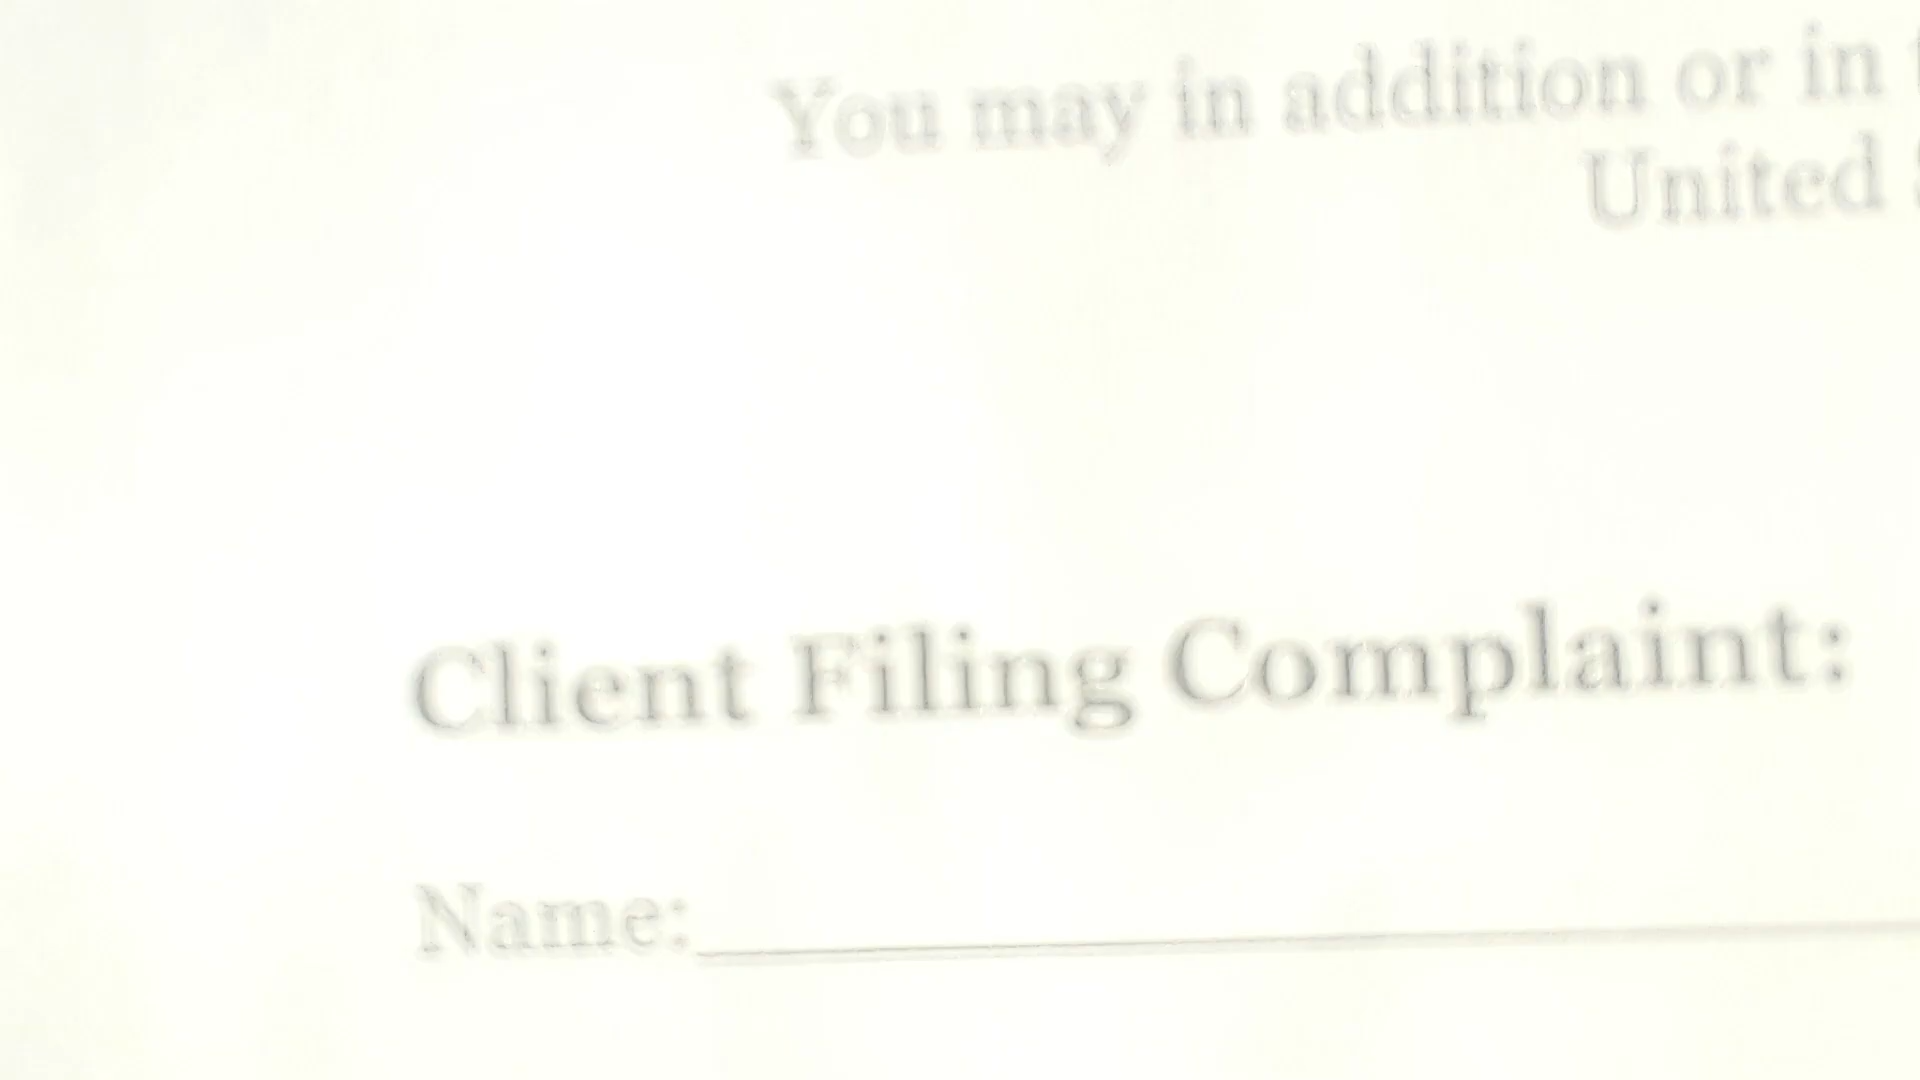 You may in addition or in
United
Client Filing Complaint:
Name: